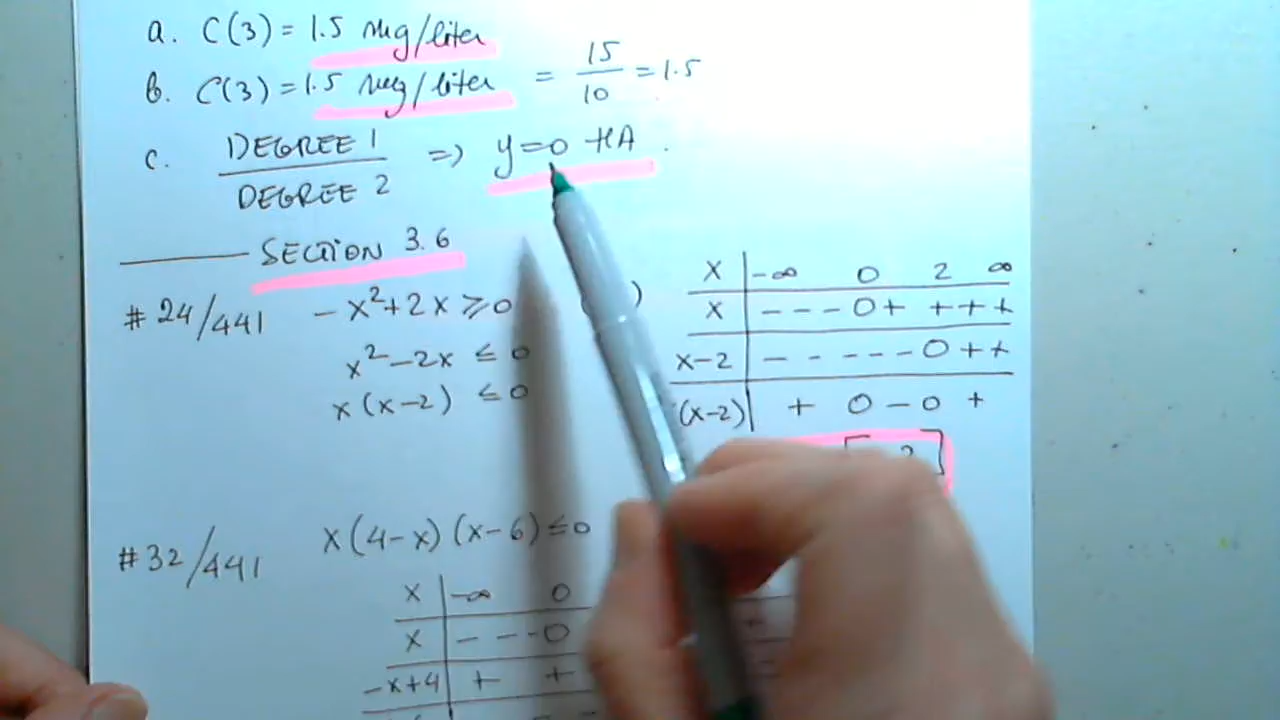 a. C(3) = 1.5 mg/liter
b. C(3) = 1.5 mg/liter = 15/10 = 1.5
c. DEGREE 1 / DEGREE 2 => y=0 HA.
SECTION 3.6
#24/441 -x²+2x ≥ 0
x²-2x ≤ 0
x(x-2) ≤ 0
)
x | -∞ 0 2 ∞
x | - - - 0 + + + +
x-2 | - - - - - 0 + +
(x-2) | + 0 - 0 +
#32/441 x(4-x)(x-6) ≤ 0
x | -∞ 0
x | - - - 0
-x+4 | + +